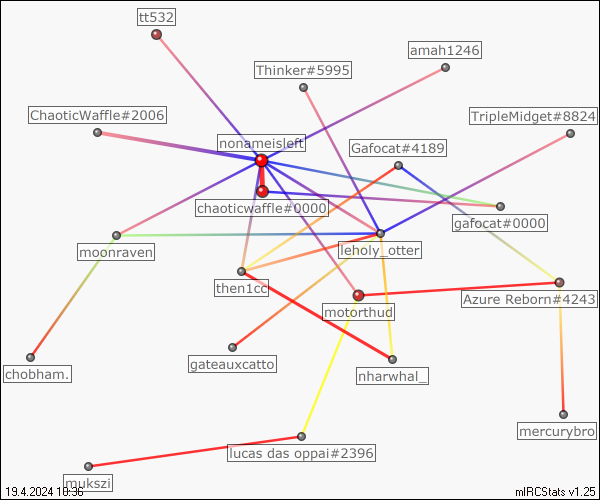 tt532
amah1246
Thinker#5995
ChaoticWaffle#2006
TripleMidget#8824
nonameisleft
Gafocat#4189
chaoticwaffle#0000
gafocat#0000
moonraven
leholy_otter
then1cc
Azure Reborn#4243
motorthud
chobham.
gateauxcatto
nharwhal_
mercurybro
lucas das oppai#2396
mukszi
19.4.2024 10:36
mIRCStats v1.25